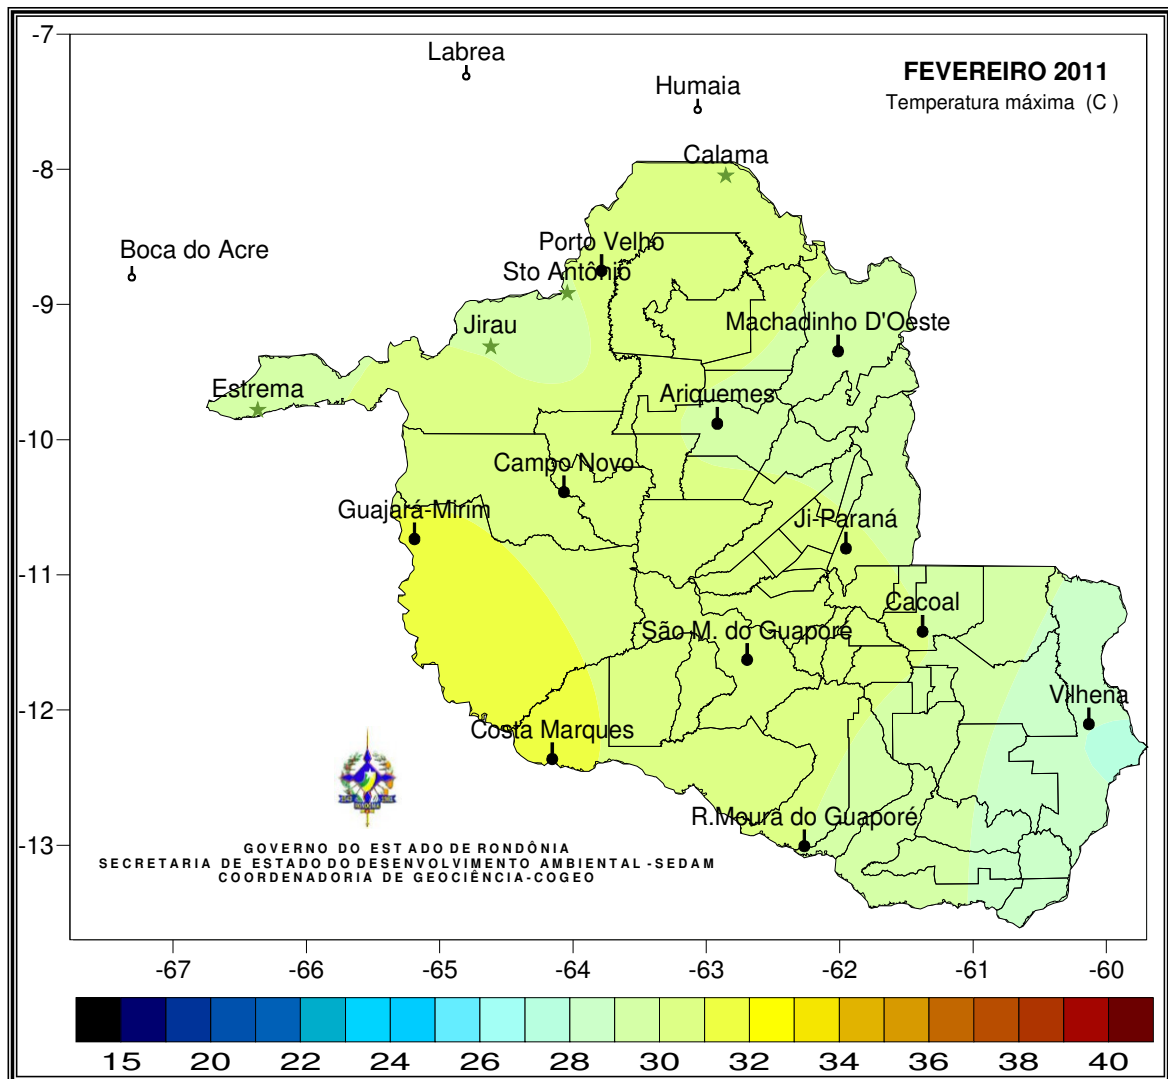 -7
Labrea
FEVEREIRO 2011
Humaia
Temperatura máxima (C )
Calama
-8
Porto Velho
Boca do Acre
Sto Antônio
-9
Jirau
Machadinho D'Oeste
Estrema
Ariquemes
-10
Campo Novo
Guajará-Mirim
Ji-Paraná
-11
Cacoal
São M. do Guaporé
Vilhena
-12
Costa Marques
R.Moura do Guaporé
-13
GOVERNO DO ESTADO DE RONDÔNIA
SECRETARIA DE ESTADO DO DESENVOLVIMENTO AMBIENTAL -SEDAM
COORDENADORIA DE GEOCIÊNCIA-COGEO
-67 -66 -65 -64 -63 -62 -61 -60
15 20 22 24 26 28 30 32 34 36 38 40